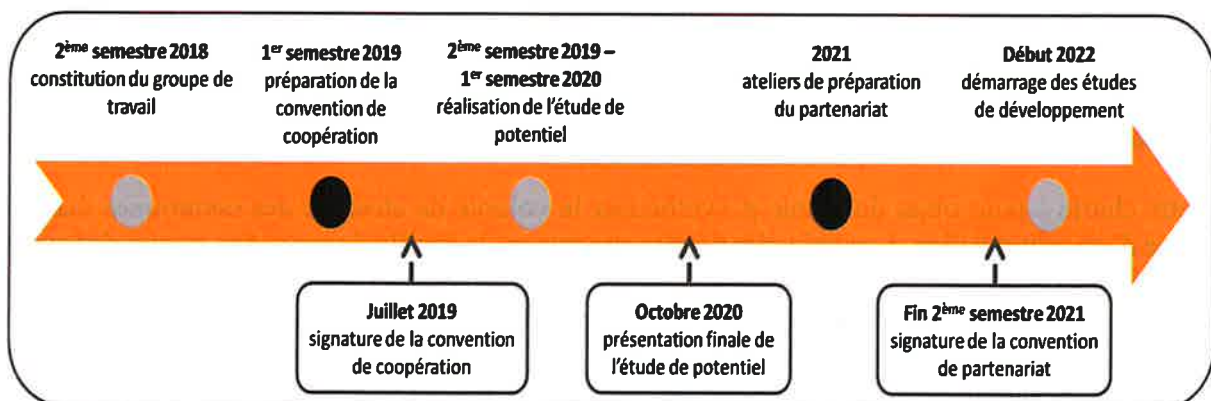 2ème semestre 2018
constitution du groupe de
travail
1er semestre 2019
préparation de la
convention de
coopération
2ème semestre 2019 –
1er semestre 2020
réalisation de l'étude de
potentiel
2021
ateliers de préparation
du partenariat
Début 2022
démarrage des études
de développement
Juillet 2019
signature de la convention
de coopération
Octobre 2020
présentation finale de
l'étude de potentiel
Fin 2ème semestre 2021
signature de la convention
de partenariat